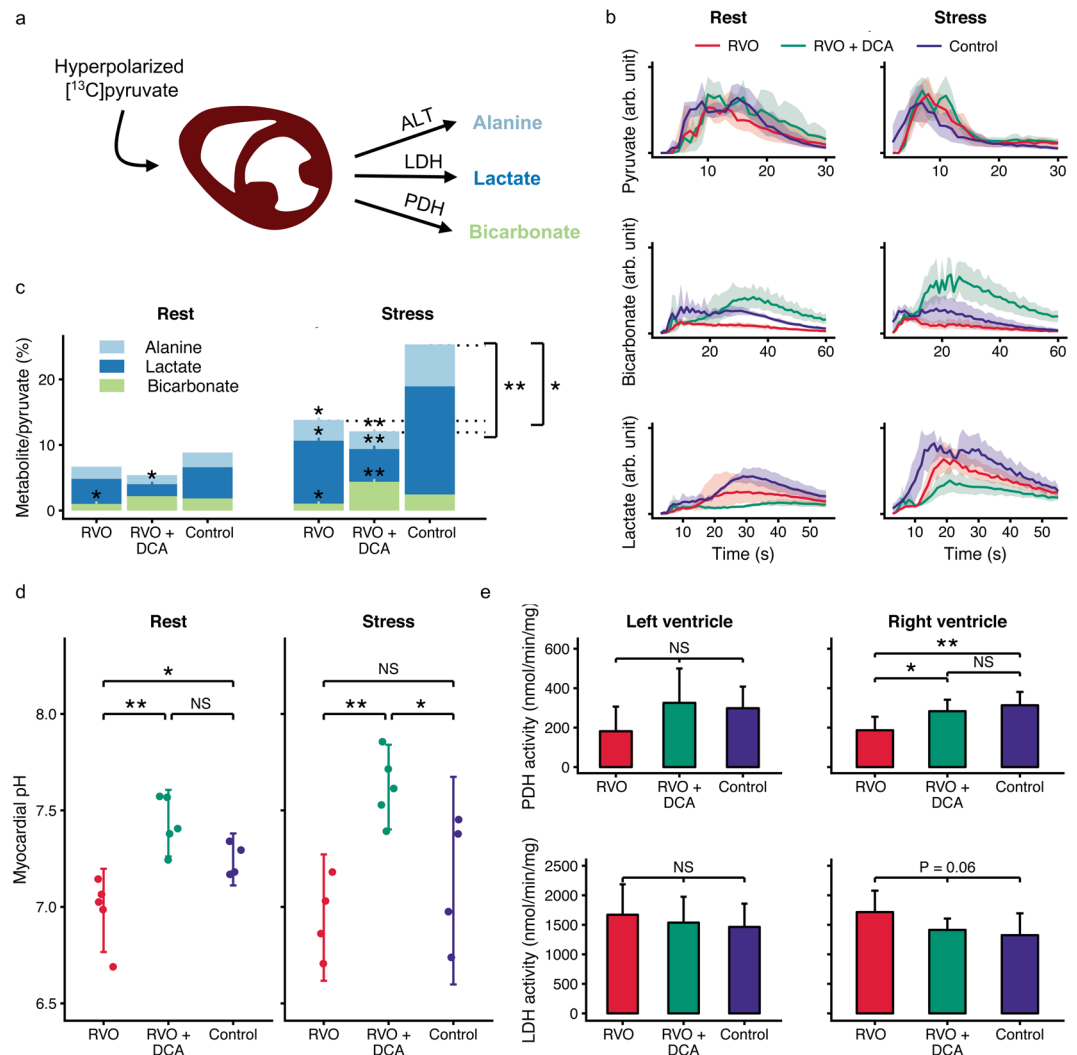 a
Hyperpolarized
[¹³C]pyruvate
ALT
LDH
PDH
Alanine
Lactate
Bicarbonate
b
Rest
Stress
RVO
RVO + DCA
Control
Pyruvate (arb. unit)
10
20
30
10
20
30
Bicarbonate (arb. unit)
20
40
60
20
40
60
Lactate (arb. unit)
10
20
30
40
50
10
20
30
40
50
Time (s)
Time (s)
c
Rest
Stress
Metabolite/pyruvate (%)
20
10
0
Alanine
Lactate
Bicarbonate
*
*
*
*
*
**
**
**
**
*
RVO
RVO +
DCA
Control
RVO
RVO +
DCA
Control
d
Rest
Stress
Myocardial pH
8.0
7.5
7.0
6.5
*
**
NS
NS
**
*
RVO
RVO +
DCA
Control
RVO
RVO +
DCA
Control
e
Left ventricle
Right ventricle
PDH activity (nmol/min/mg)
600
400
200
0
NS
**
*
NS
RVO
RVO +
DCA
Control
RVO
RVO +
DCA
Control
LDH activity (nmol/min/mg)
2500
2000
1500
1000
500
0
NS
P = 0.06
RVO
RVO +
DCA
Control
RVO
RVO +
DCA
Control